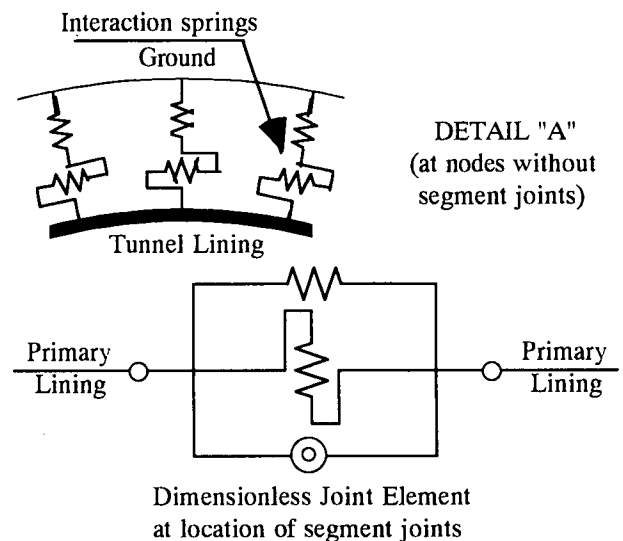 Interaction springs
Ground
DETAIL "A"
(at nodes without
segment joints)
Tunnel Lining
Primary
Lining
Primary
Lining
Dimensionless Joint Element
at location of segment joints